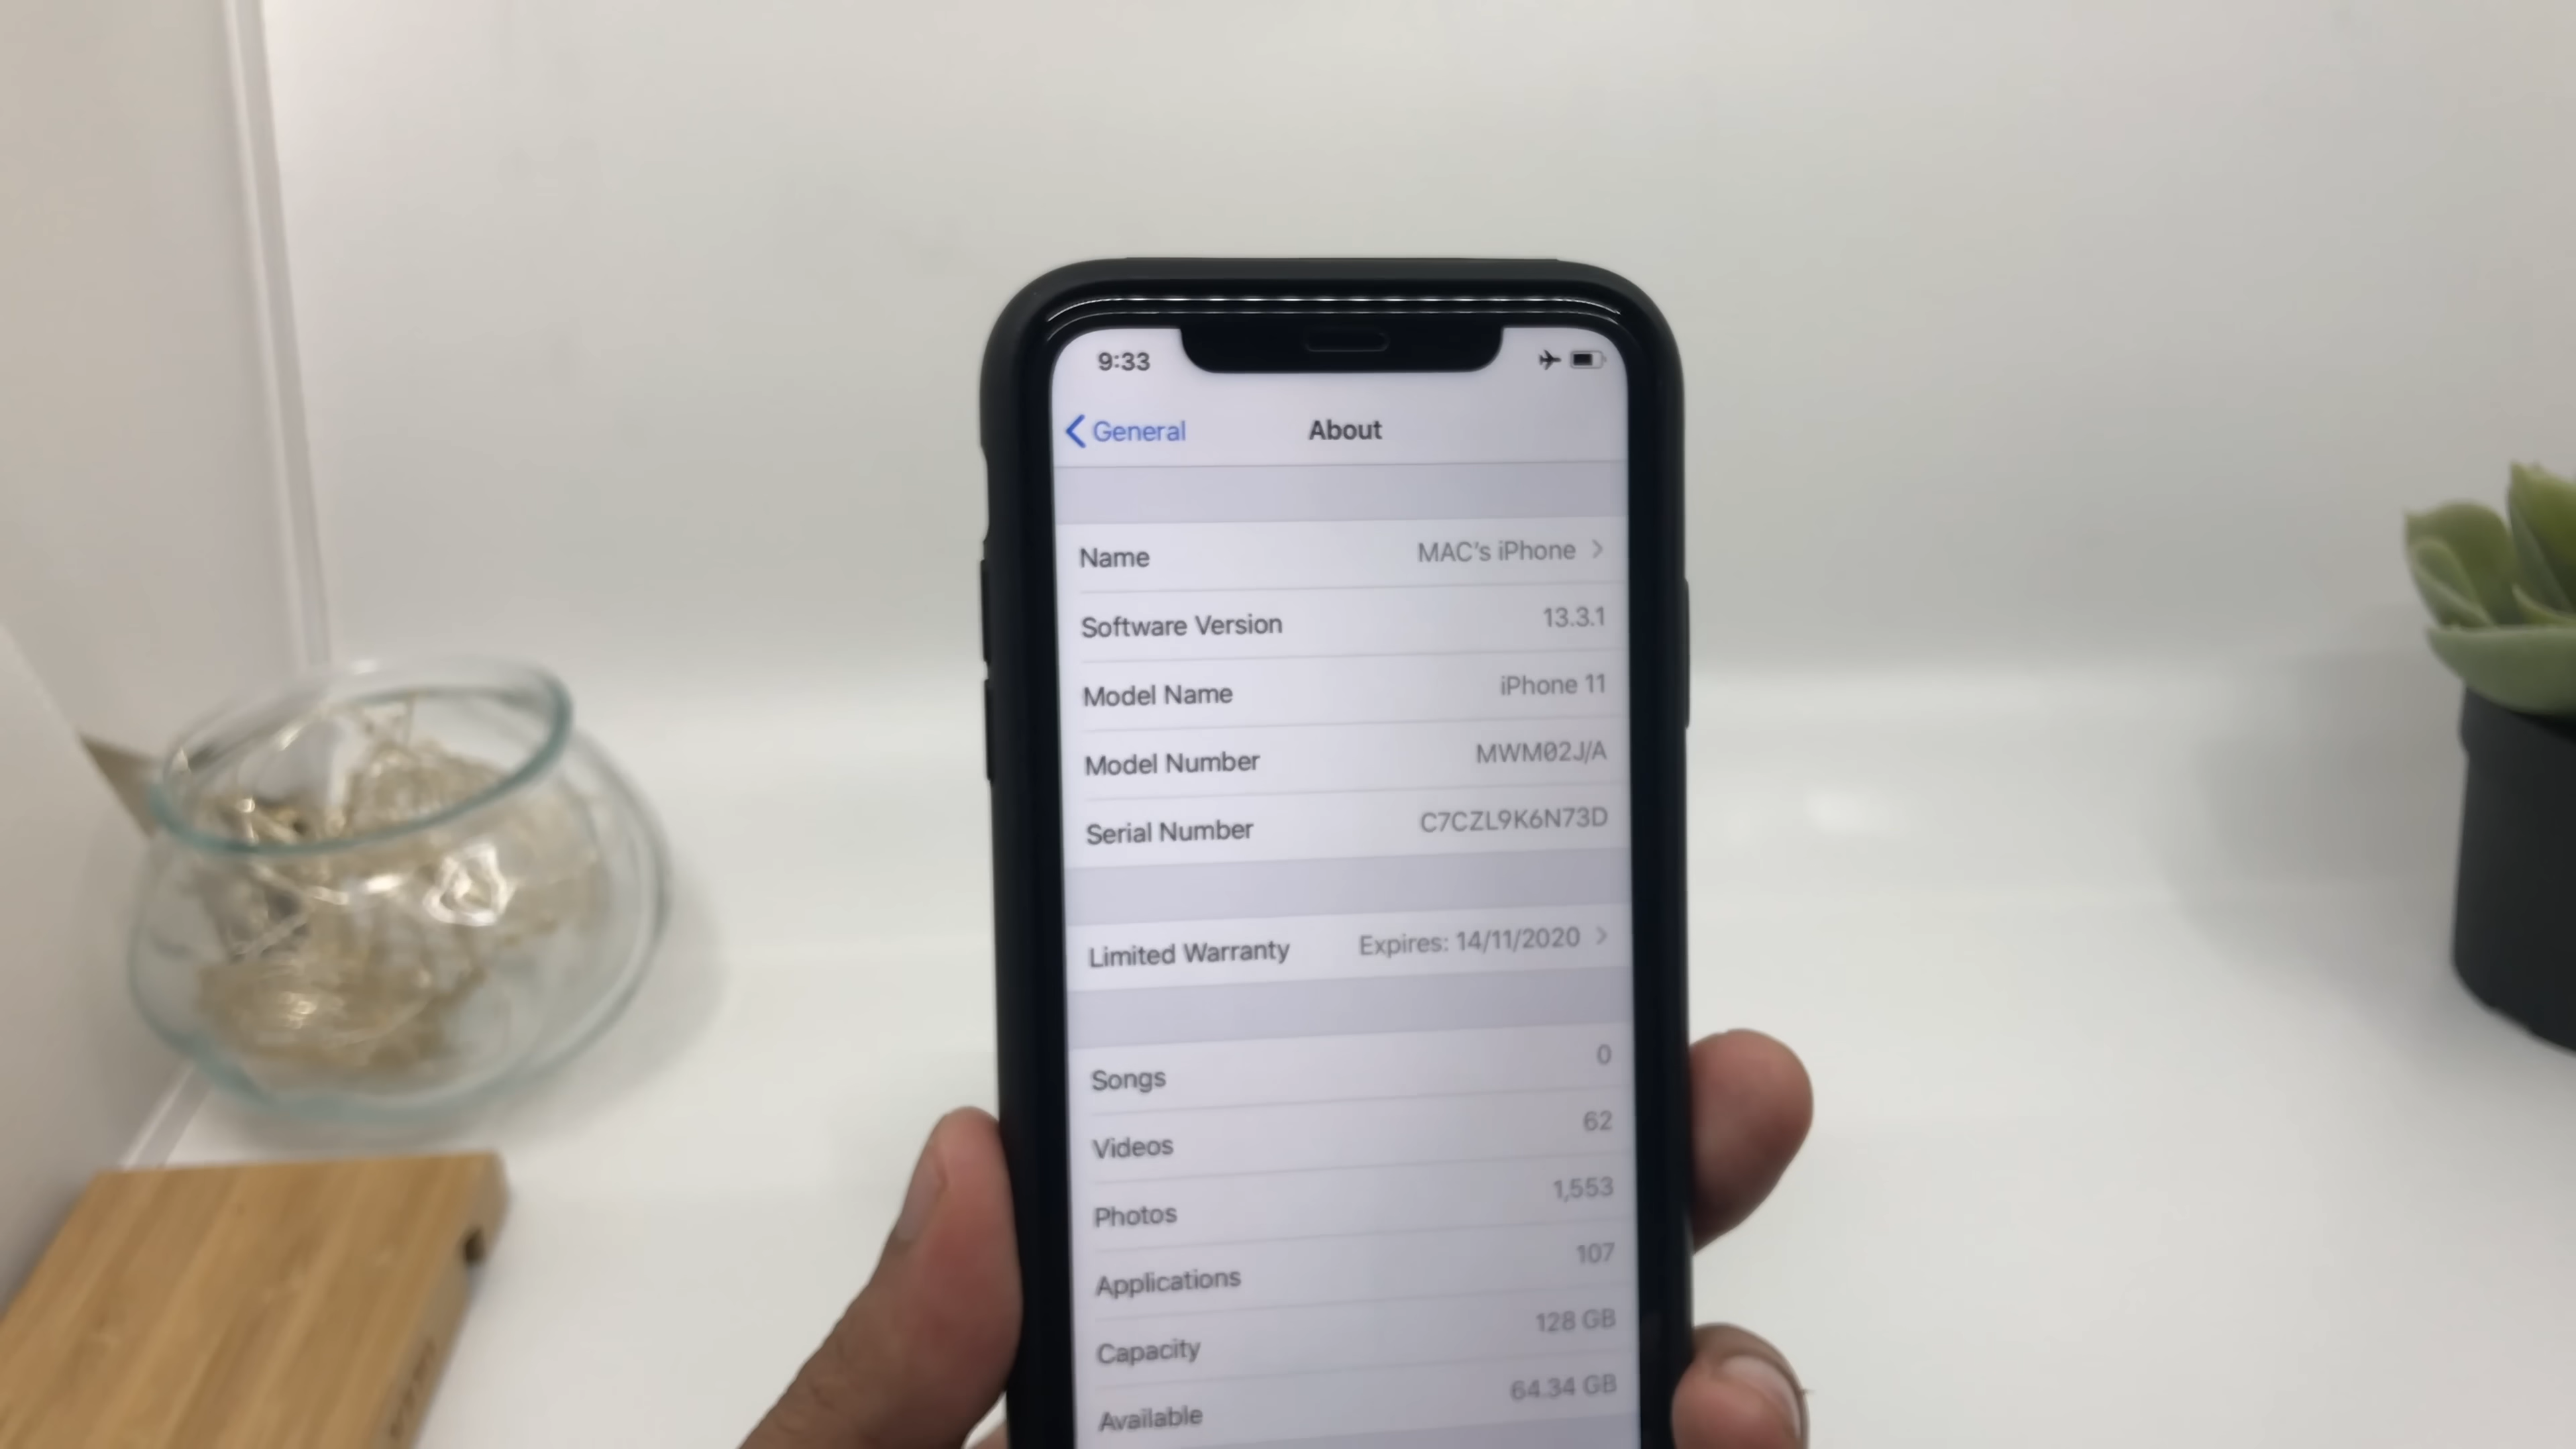 9:33
General About
Name MAC's iPhone
Software Version 13.3.1
Model Name iPhone 11
Model Number MWM02J/A
Serial Number C7CZL9K6N73D
Limited Warranty Expires: 14/11/2020
Songs 0
Videos 62
Photos 1,553
Applications 107
Capacity 128 GB
Available 64.34 GB